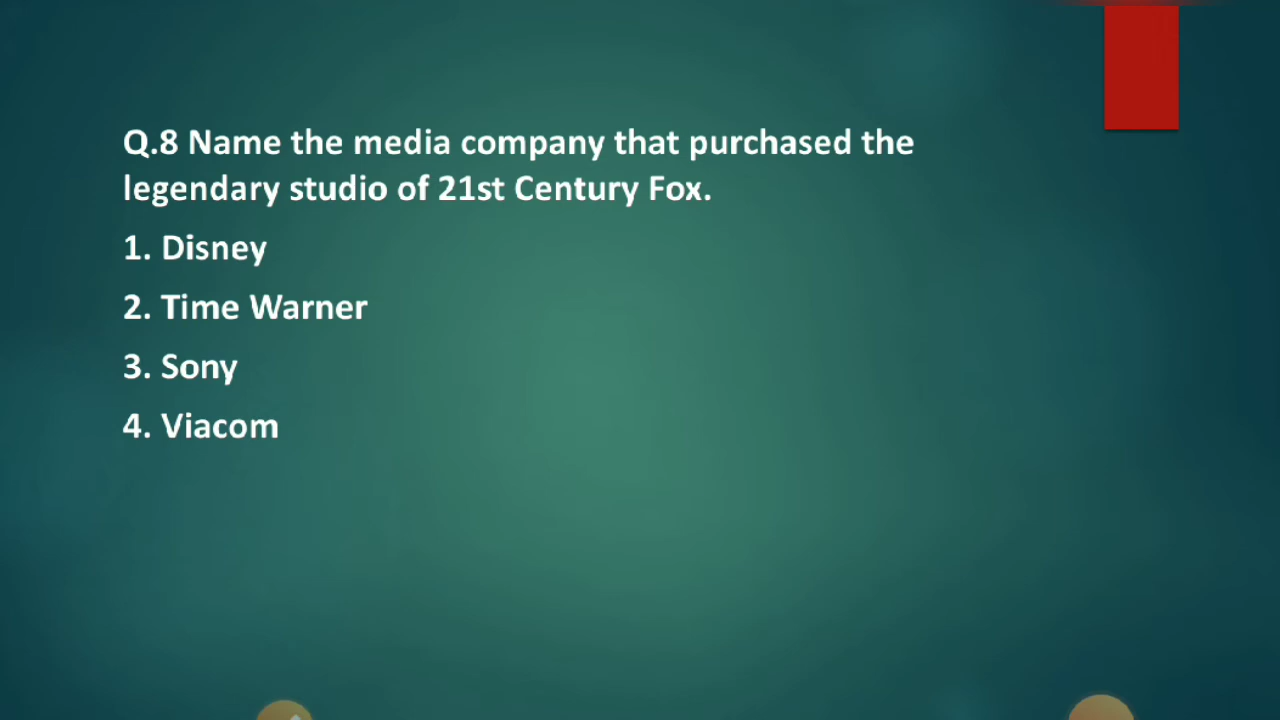 Q.8 Name the media company that purchased the
legendary studio of 21st Century Fox.
1. Disney
2. Time Warner
3. Sony
4. Viacom